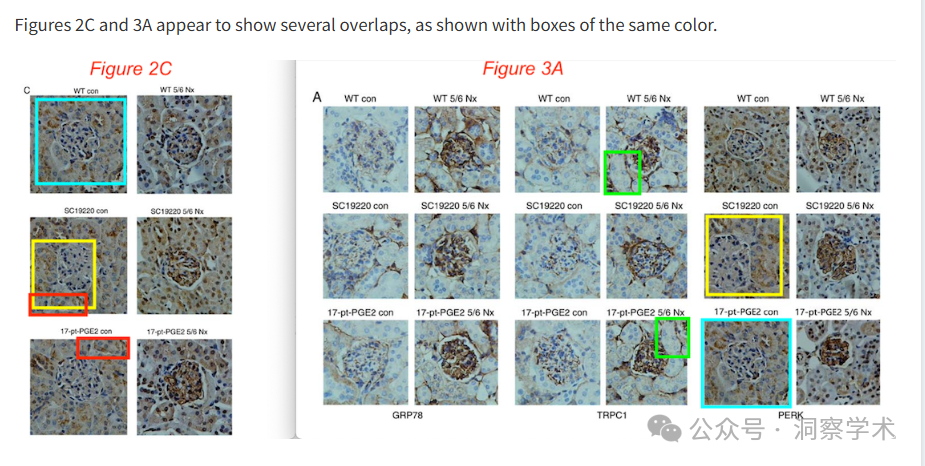 Figures 2C and 3A appear to show several overlaps, as shown with boxes of the same color.
Figure 2C
Figure 3A
C
WT con
WT 5/6 Nx
SC19220 con
SC19220 5/6 Nx
17-pt-PGE2 con
17-pt-PGE2 5/6 Nx
A
WT con
WT 5/6 Nx
WT con
WT 5/6 Nx
WT con
WT 5/6 Nx
SC19220 con
SC19220 5/6 Nx
SC19220 con
SC19220 5/6 Nx
SC19220 con
SC19220 5/6 Nx
17-pt-PGE2 con
17-pt-PGE2 5/6 Nx
17-pt-PGE2 con
17-pt-PGE2 5/6 Nx
17-pt-PGE2 con
17-pt-PGE2 5/6 Nx
GRP78
TRPC1
PERK
公众号 · 洞察学术